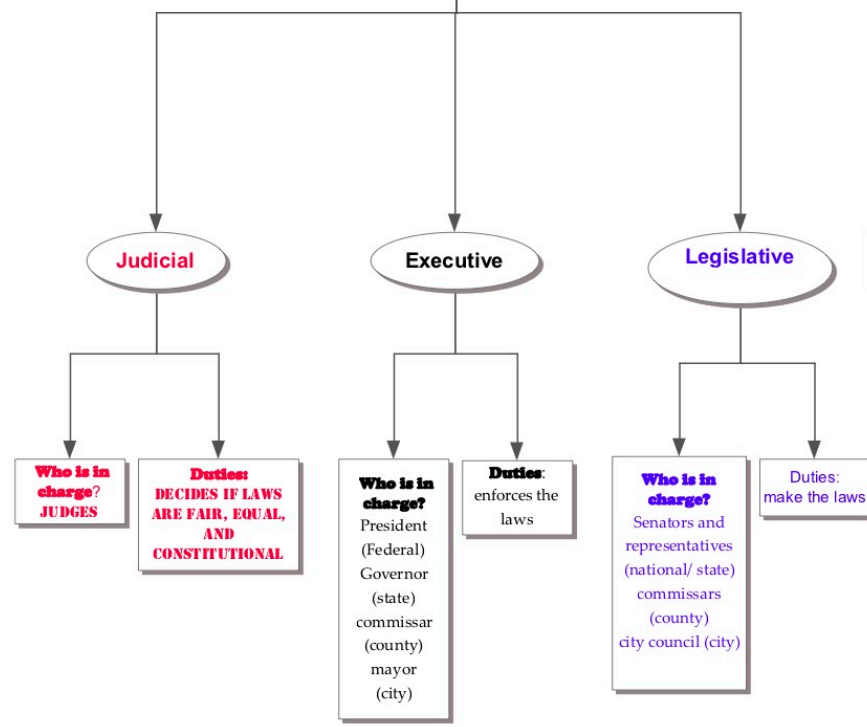 Judicial
Executive
Legislative
Who is in
charge?
JUDGES
Duties:
DECIDES IF LAWS
ARE FAIR, EQUAL,
AND
CONSTITUTIONAL
Who is in
charge?
President
(Federal)
Governor
(state)
commissar
(county)
mayor
(city)
Duties:
enforces the
laws
Who is in
charge?
Senators and
representatives
(national/ state)
commissars
(county)
city council (city)
Duties:
make the laws